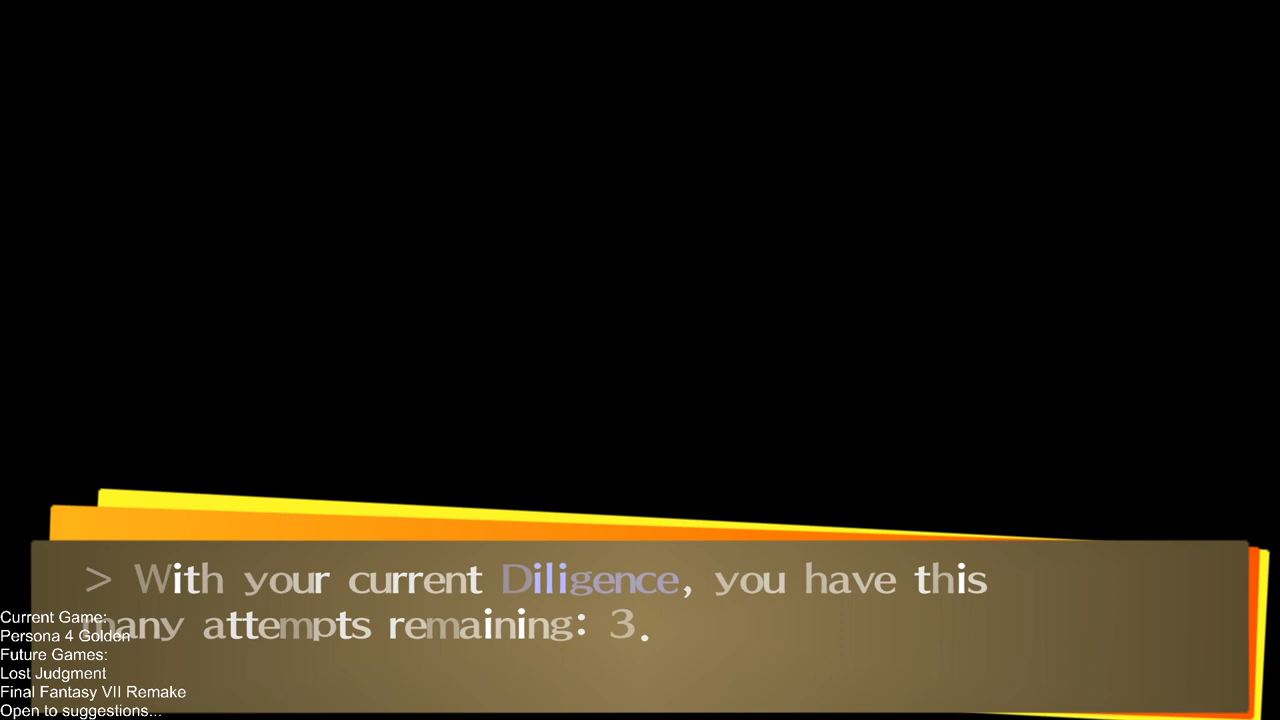 > With your current Diligence, you have this
many attempts remaining: 3.
Current Game:
Persona 4 Golden
Future Games:
Lost Judgment
Final Fantasy VII Remake
Open to suggestions...